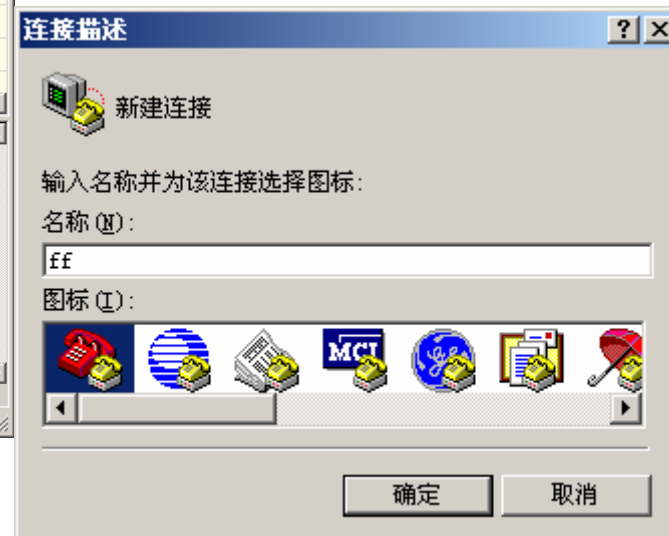 连接描述
新建连接
输入名称并为该连接选择图标:
名称(N):
ff
图标(I):
MCI
确定 取消